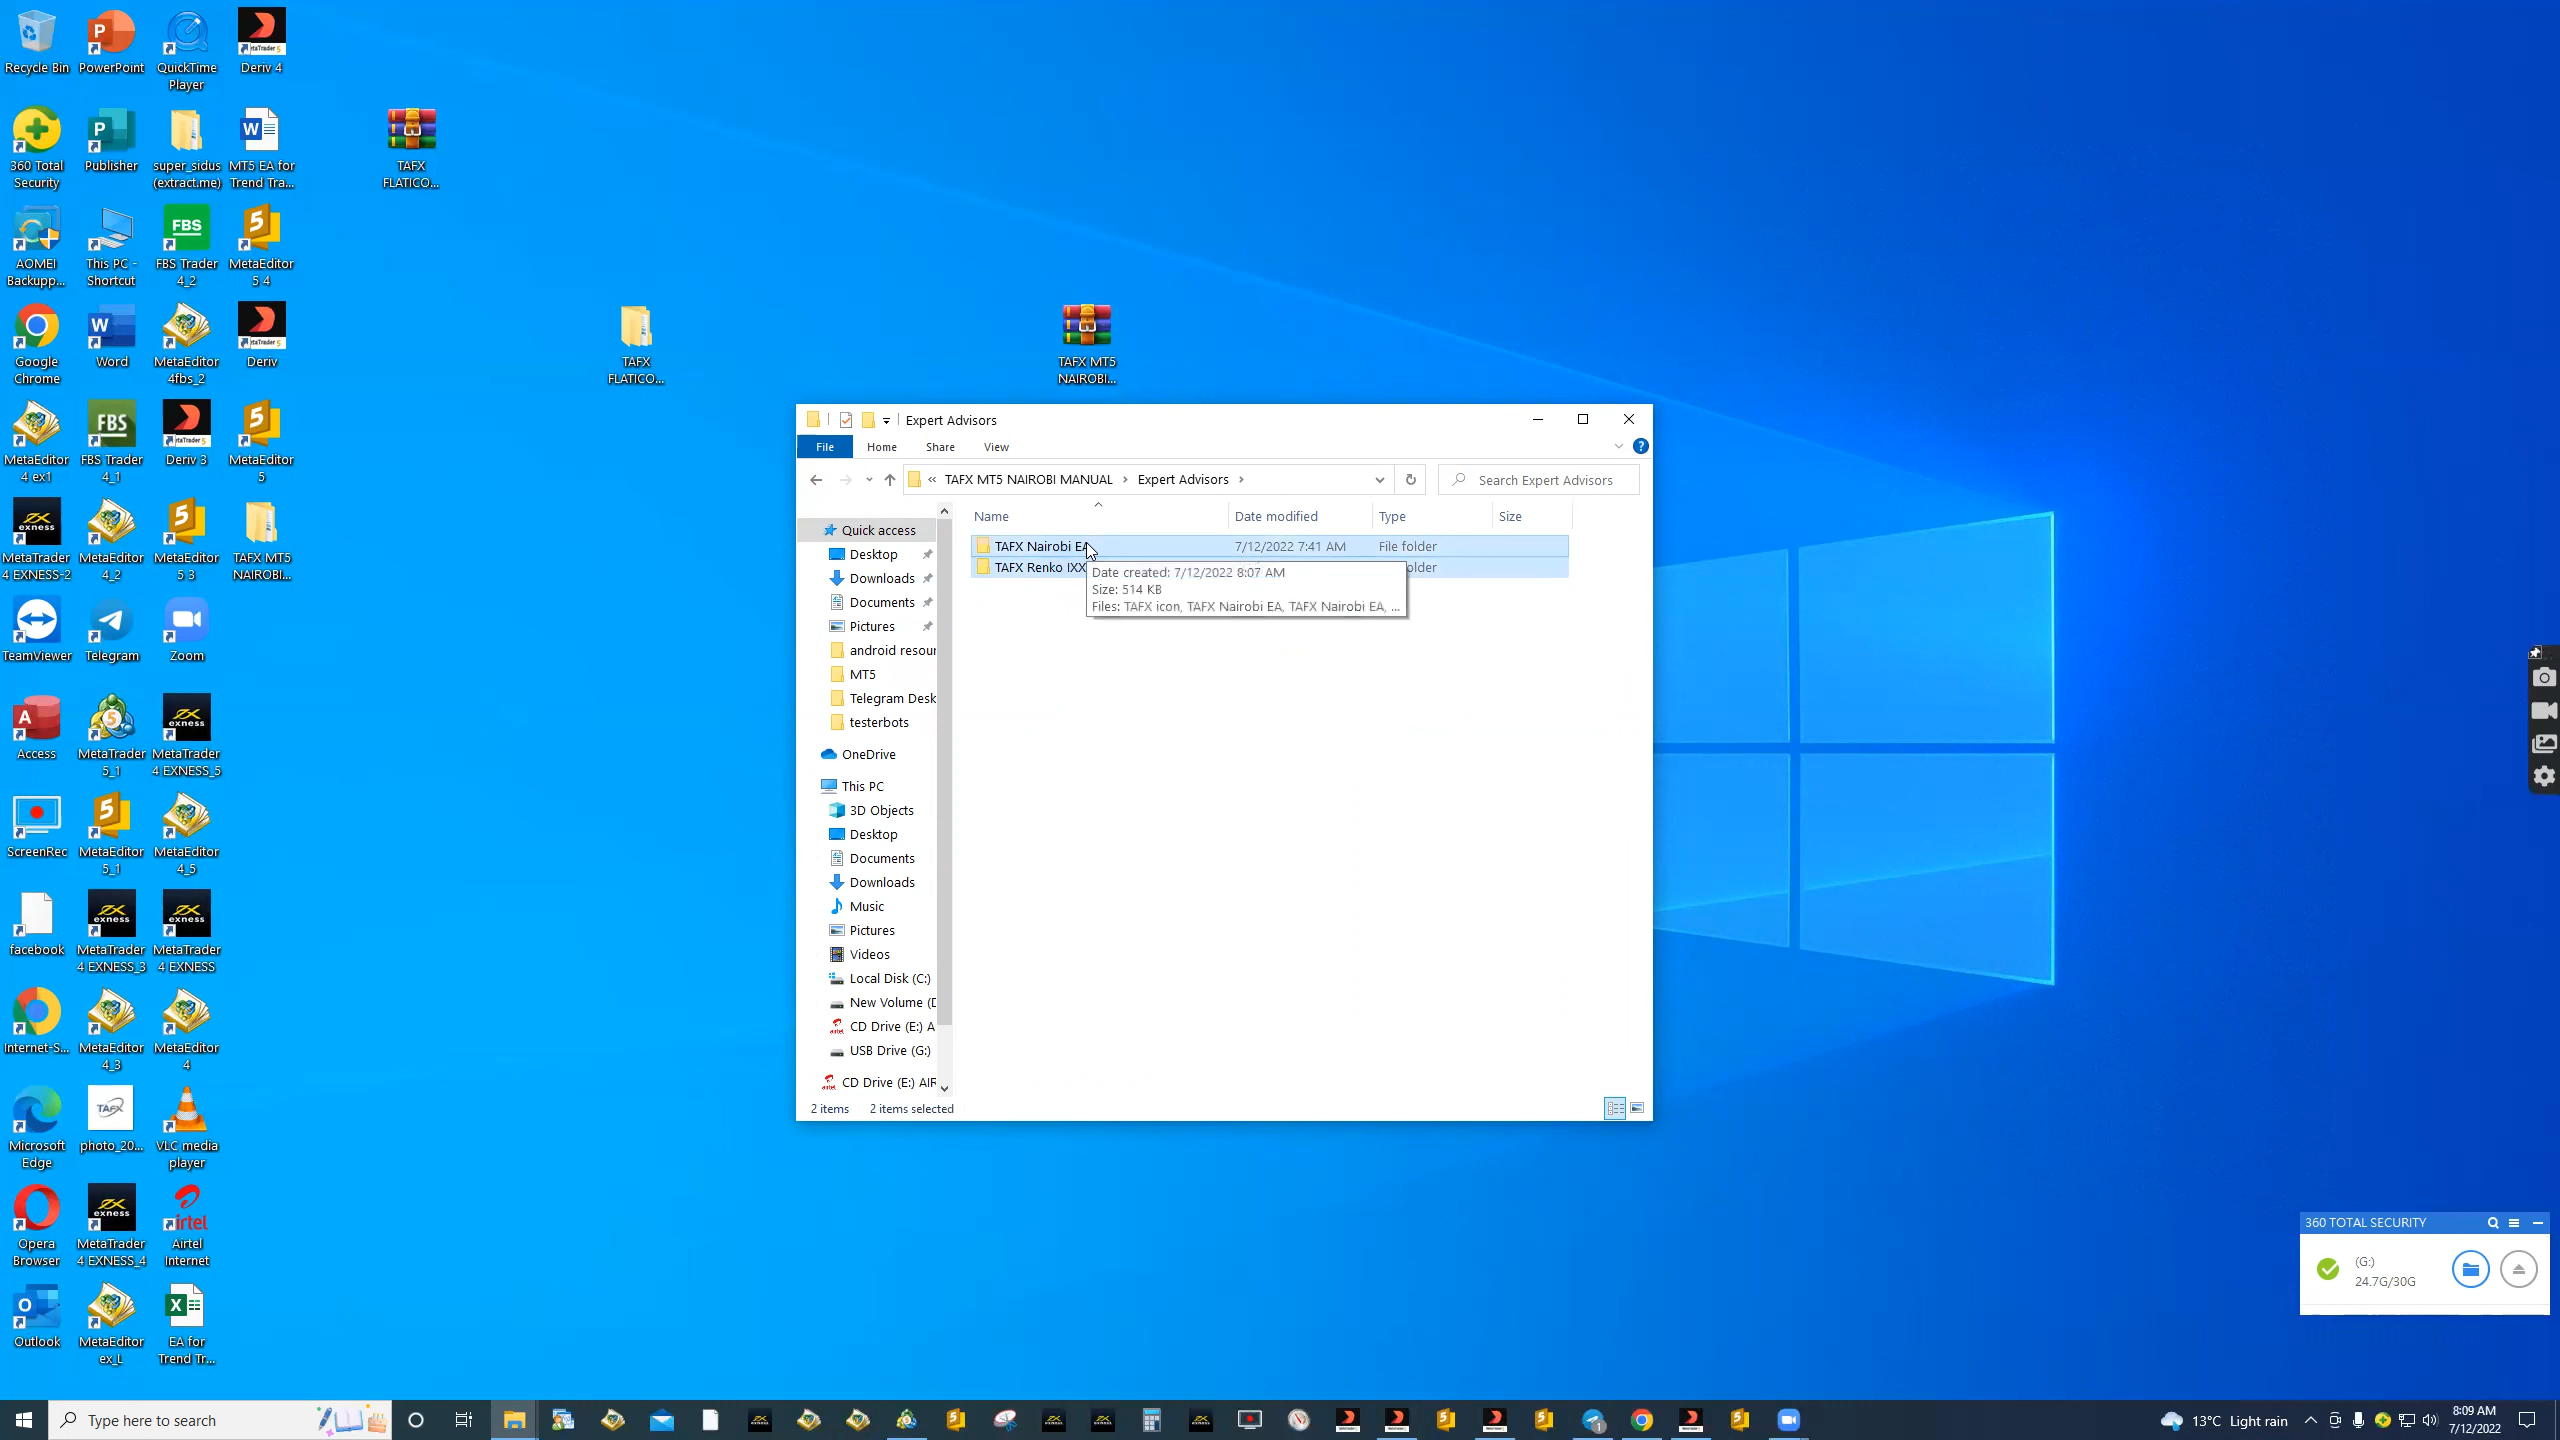 Recycle Bin
PowerPoint
QuickTime
Player
Deriv 4
360 Total
Security
Publisher
super_sidus
(extract.me)
MT5 EA for
Trend Tra...
TAFX
FLATICO...
AOMEI
Backupp...
This PC -
Shortcut
FBS
FBS Trader
4_2
MetaEditor
5 4
Google
Chrome
Word
MetaEditor
4fbs_2
Deriv
TAFX
FLATICO...
TAFX MT5
NAIROBI...
MetaEditor
4 ex1
FBS
FBS Trader
4_1
Deriv 3
MetaEditor
5
exness
MetaTrader
4 EXNESS-2
MetaEditor
4_2
MetaEditor
5 3
TAFX MT5
NAIROBI...
TeamViewer
Telegram
Zoom
Access
MetaTrader
5_1
exness
MetaTrader
4 EXNESS_5
ScreenRec
MetaEditor
5_1
MetaEditor
4_5
facebook
exness
MetaTrader
4 EXNESS_3
exness
MetaTrader
4 EXNESS
Internet-S...
MetaEditor
4_3
MetaEditor
4
Microsoft
Edge
TAFX
photo_20...
VLC media
player
Opera
Browser
exness
MetaTrader
4 EXNESS_4
airtel
Airtel
Internet
Outlook
MetaEditor
ex_L
EA for
Trend Tr...
Expert Advisors
File
Home
Share
View
« TAFX MT5 NAIROBI MANUAL › Expert Advisors ›
Search Expert Advisors
Name
Date modified
Type
Size
TAFX Nairobi EA
7/12/2022 7:41 AM
File folder
TAFX Renko IXX
older
Date created: 7/12/2022 8:07 AM
Size: 514 KB
Files: TAFX icon, TAFX Nairobi EA, TAFX Nairobi EA, ...
Quick access
Desktop
Downloads
Documents
Pictures
android resour
MT5
Telegram Desk
testerbots
OneDrive
This PC
3D Objects
Desktop
Documents
Downloads
Music
Pictures
Videos
Local Disk (C:)
New Volume (D
CD Drive (E:) A
USB Drive (G:)
CD Drive (E:) AIR
2 items
2 items selected
360 TOTAL SECURITY
(G:)
24.7G/30G
Type here to search
13°C Light rain
8:09 AM
7/12/2022